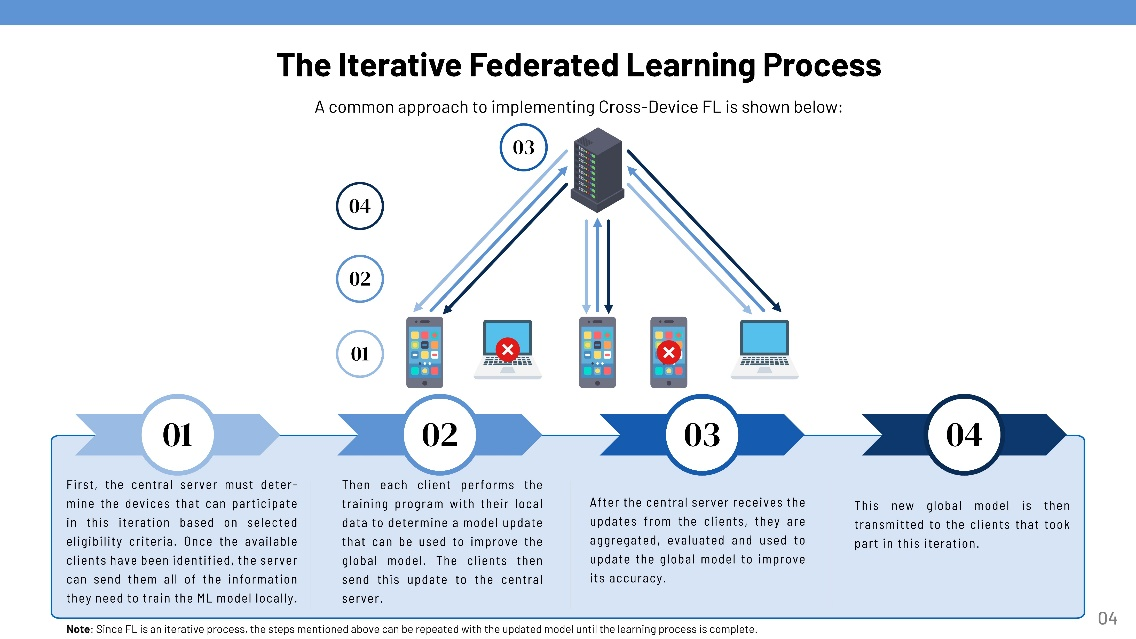 The Iterative Federated Learning Process
A common approach to implementing Cross-Device FL is shown below:
03
04
02
01
01
First, the central server must deter-
mine the devices that can participate
in this iteration based on selected
eligibility criteria. Once the available
clients have been identified, the server
can send them all of the information
they need to train the ML model locally.
02
Then each client performs the
training program with their local
data to determine a model update
that can be used to improve the
global model. The clients then
send this update to the central
server.
03
After the central server receives the
updates from the clients, they are
aggregated, evaluated and used to
update the global model to improve
its accuracy.
04
This new global model is then
transmitted to the clients that took
part in this iteration.
04
Note: Since FL is an iterative process, the steps mentioned above can be repeated with the updated model until the learning process is complete.